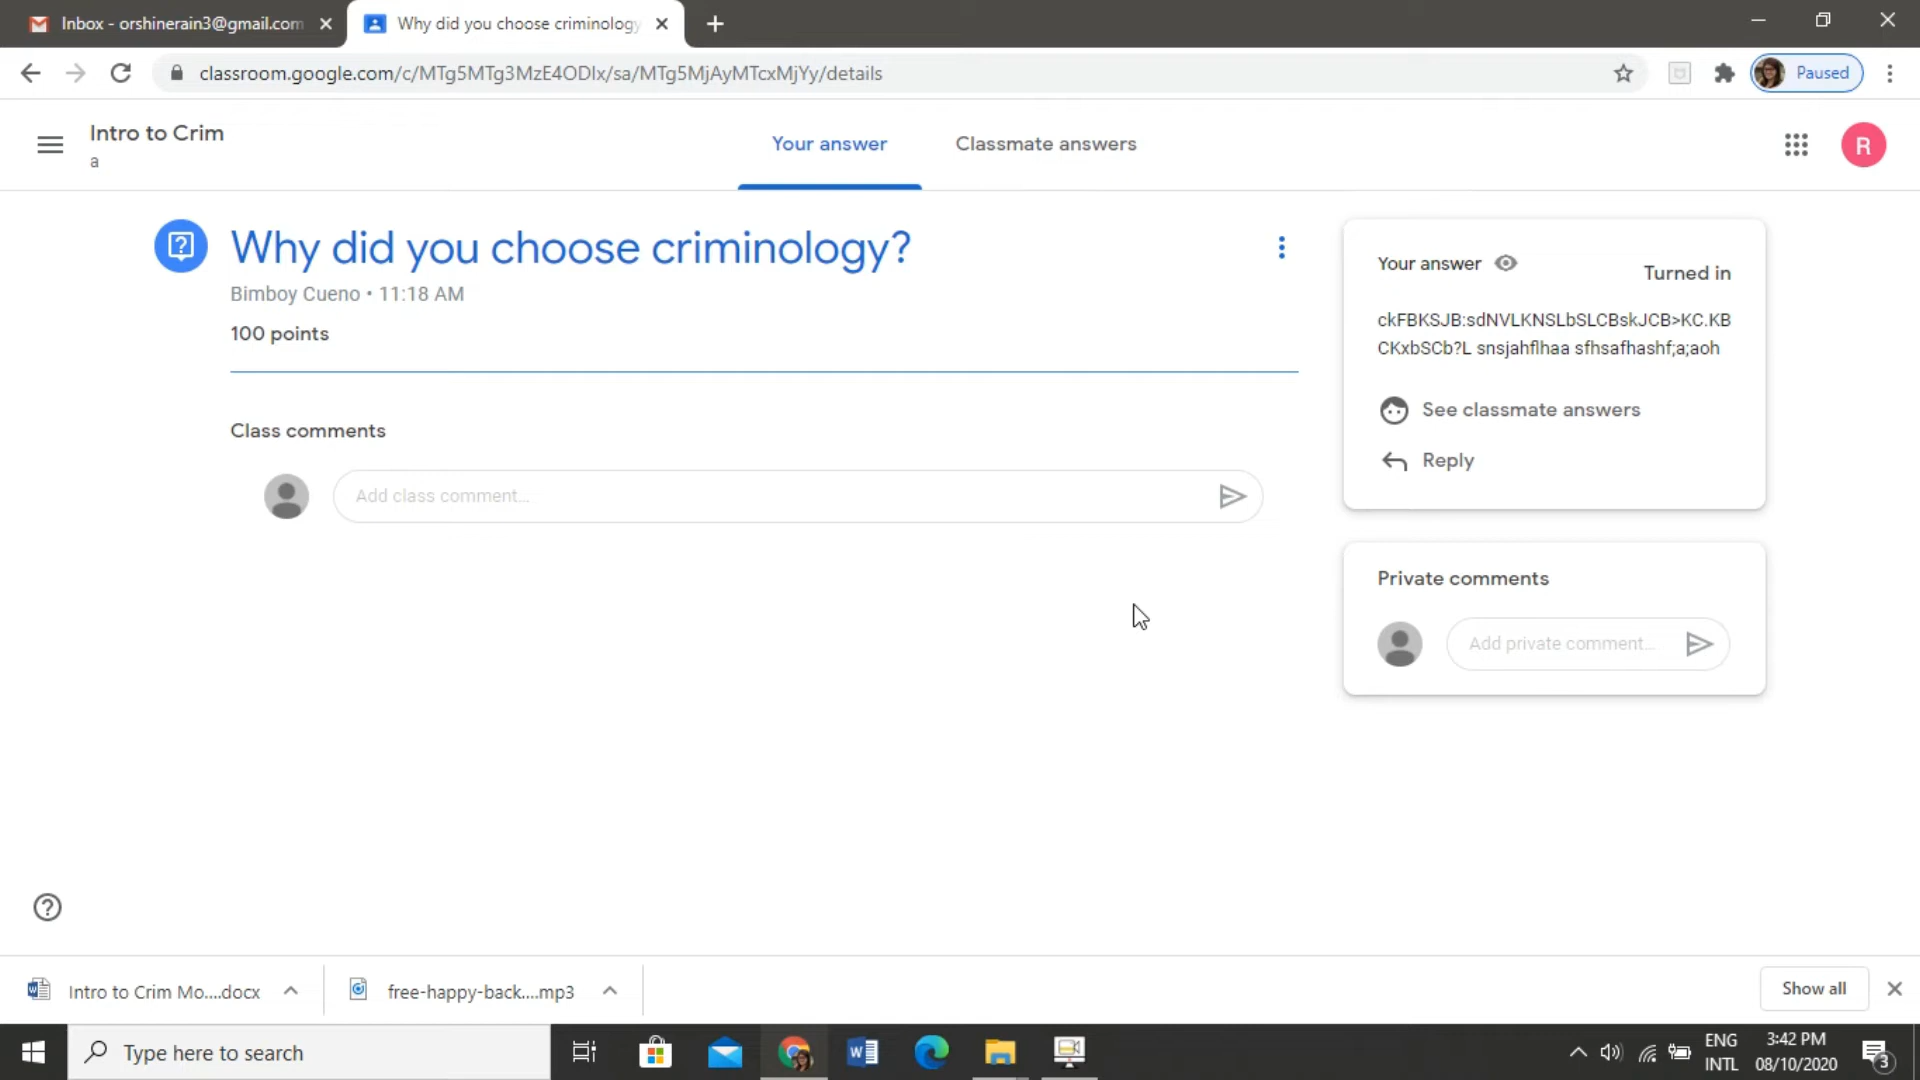 Inbox - orshinerain3@gmail.com
Why did you choose criminology
classroom.google.com/c/MTg5MTg3MzE4ODIx/sa/MTg5MjAyMTcxMjYy/details
Paused
Intro to Crim
a
Your answer
Classmate answers
R
Why did you choose criminology?
Bimboy Cueno • 11:18 AM
100 points
Class comments
Add class comment...
Your answer
Turned in
ckFBKSJB:sdNVLKNSLbSLCBskJCB>KC.KB
CKxbSCb?L snsjahflhaa sfhsafhashf;a;aoh
See classmate answers
Reply
Private comments
Add private comment...
Intro to Crim Mo....docx
free-happy-back....mp3
Show all
Type here to search
ENG
INTL
3:42 PM
08/10/2020
3